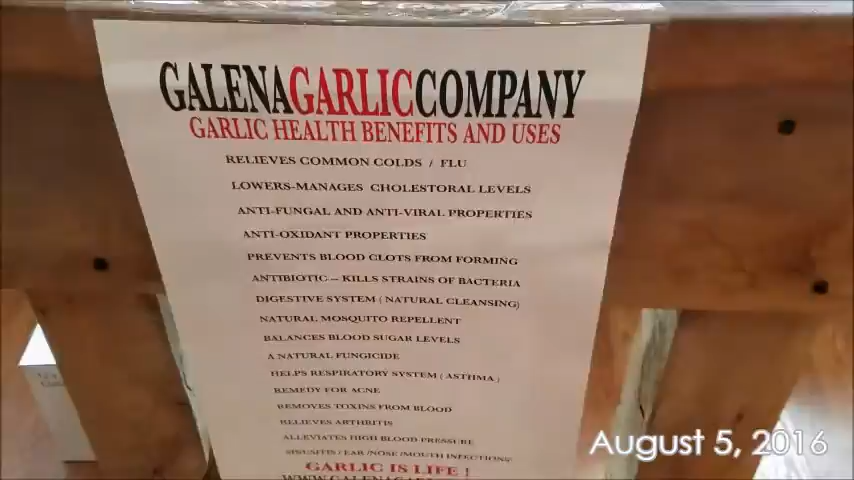 GALENAGARLICCOMPANY
GARLIC HEALTH BENEFITS AND USES
RELIEVES COMMON COLDS / FLU
LOWERS-MANAGES CHOLESTORAL LEVELS
ANTI-FUNGAL AND ANTI-VIRAL PROPERTIES
ANTI-OXIDANT PROPERTIES
PREVENTS BLOOD CLOTS FROM FORMING
ANTIBIOTIC – KILLS STRAINS OF BACTERIA
DIGESTIVE SYSTEM ( NATURAL CLEANSING)
NATURAL MOSQUITO REPELLENT
BALANCES BLOOD SUGAR LEVELS
A NATURAL FUNGICIDE
HELPS RESPIRATORY SYSTEM ( ASTHMA )
REMEDY FOR ACNE
REMOVES TOXINS FROM BLOOD
RELIEVES ARTHRITIS
ALLEVIATES HIGH BLOOD PRESSURE
SISUSITIS / EAR /NOSE /MOUTH INFECTIONS
GARLIC IS LIFE !
August 5, 2016